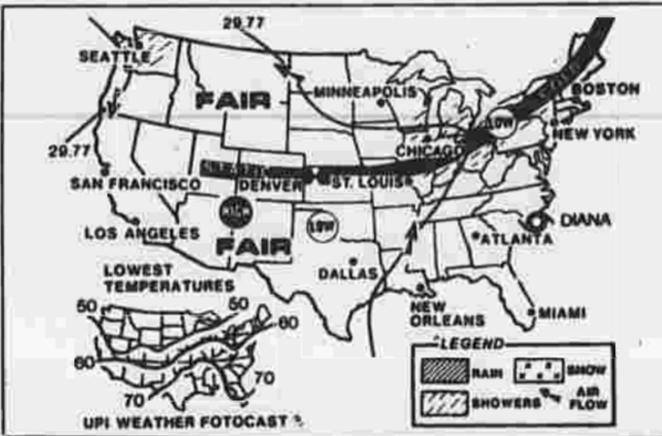 29.77
SEATTLE
FAIR
MINNEAPOLIS
LOW
BOSTON
NEW YORK
CHICAGO
29.77
DENVER
ST. LOUIS
SAN FRANCISCO
HIGH
LOW
DIANA
LOS ANGELES
FAIR
ATLANTA
DALLAS
LOWEST
TEMPERATURES
NEW
ORLEANS
MIAMI
50
50
60
60
70
70
LEGEND
RAIN
SNOW
SHOWERS
AIR
FLOW
UPI WEATHER FOTOCAST